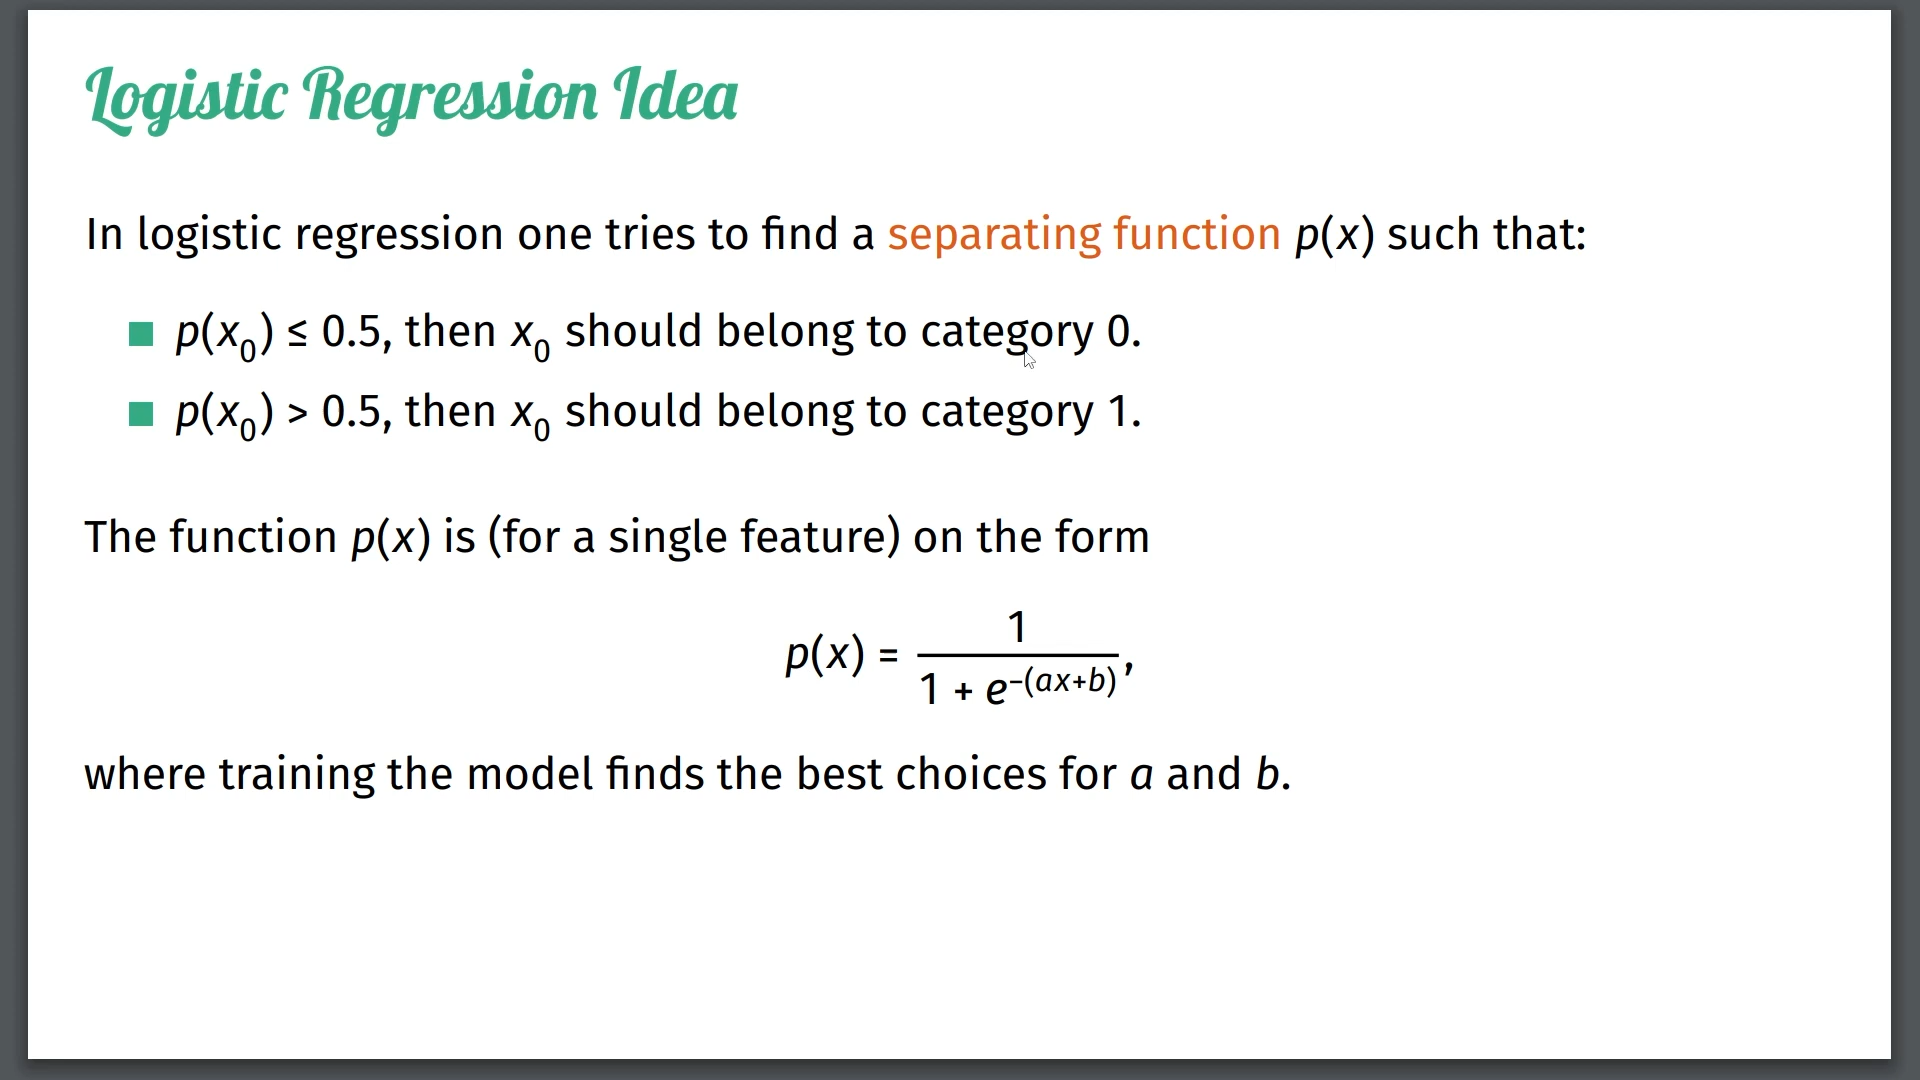 Logistic Regression Idea
In logistic regression one tries to find a separating function p(x) such that:
■ p(x₀) ≤ 0.5, then x₀ should belong to category 0.
■ p(x₀) > 0.5, then x₀ should belong to category 1.
The function p(x) is (for a single feature) on the form
p(x) = 1 / (1 + e^−(ax+b)),
where training the model finds the best choices for a and b.